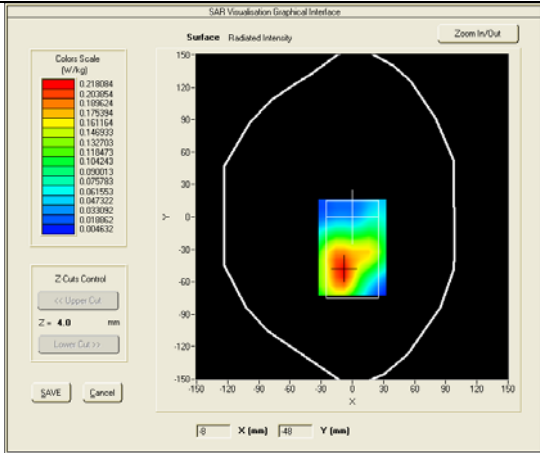 SAR Visualisation Graphical Interface
Surface Radiated Intensity
Zoom In/Out
Colors Scale
(W/kg)
0.218084
0.203854
0.189624
0.175394
0.161164
0.146933
0.132703
0.118473
0.104243
0.090013
0.075783
0.061553
0.047322
0.033092
0.018862
0.004632
150-
120-
90-
60-
30-
0-
-30-
-60-
-90-
-120-
-150-
Y
-150 -120 -90 -60 -30 0 30 60 90 120 150
X
Z Cuts Control
<< Upper Cut
Z = 4.0 mm
Lower Cut >>
SAVE Cancel
-8 X (mm) -48 Y (mm)